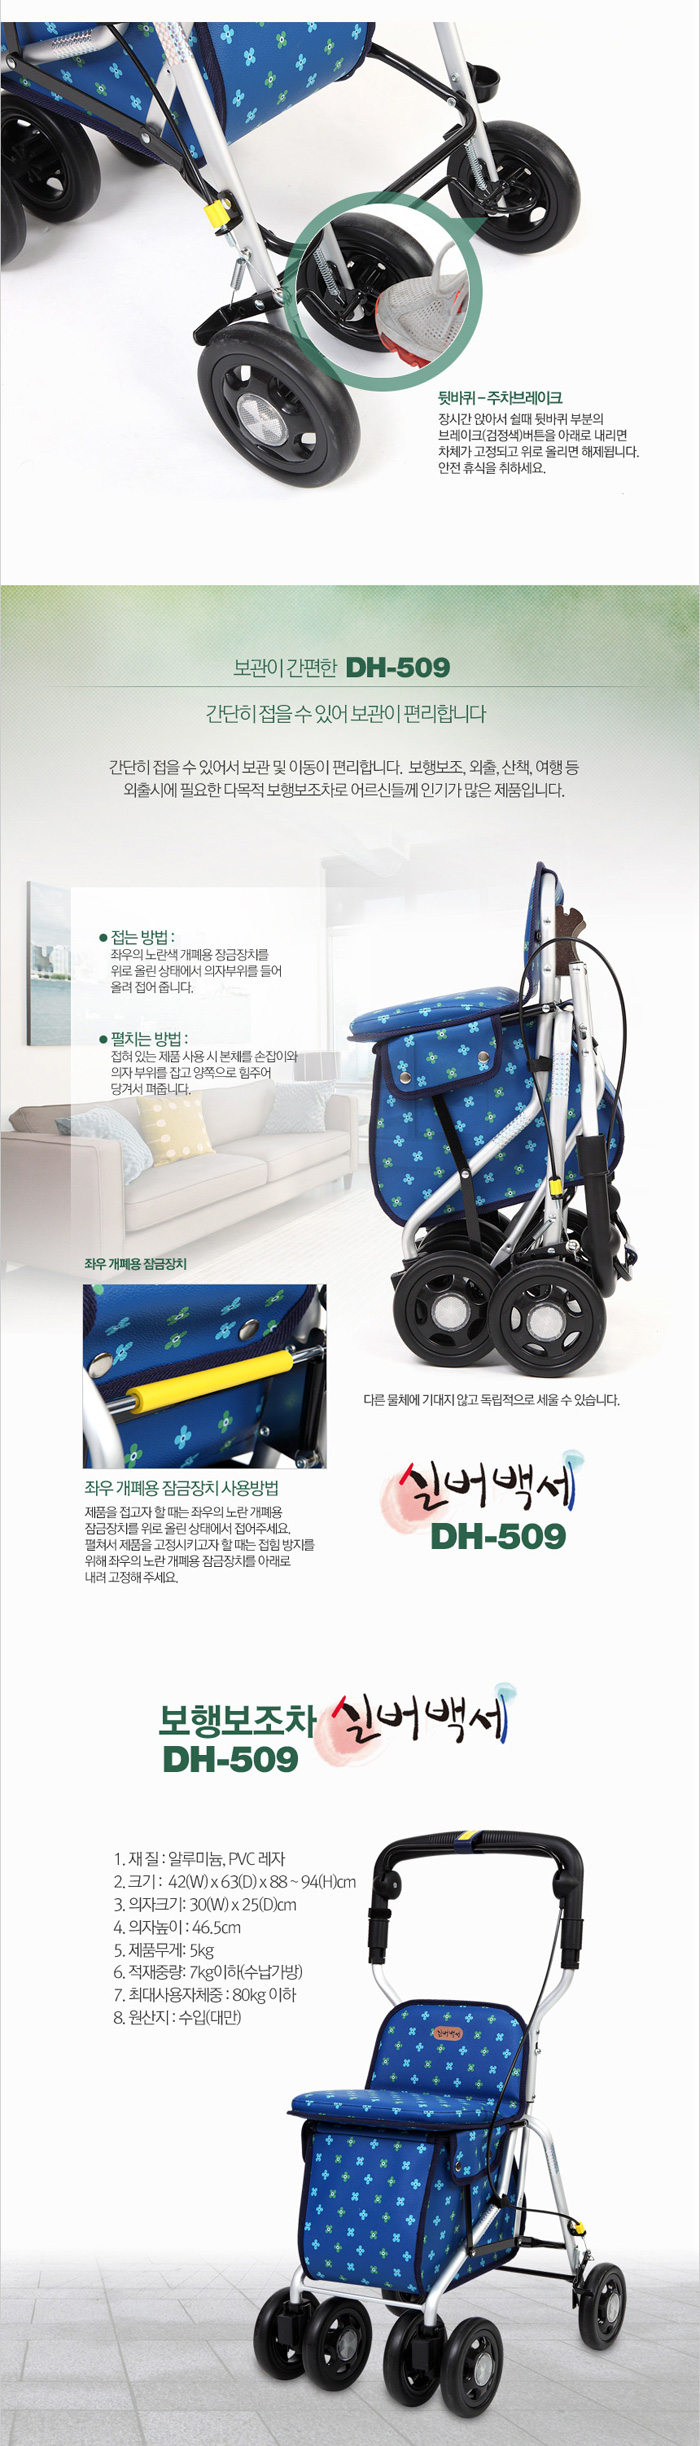 뒷바퀴 – 주차브레이크
장시간 앉아서 쉴때 뒷바퀴 부분의
브레이크(검정색)버튼을 아래로 내리면
차체가 고정되고 위로 올리면 해제됩니다.
안전 휴식을 취하세요.
보관이 간편한 DH-509
간단히 접을 수 있어 보관이 편리합니다
간단히 접을 수 있어서 보관 및 이동이 편리합니다. 보행보조, 외출, 산책, 여행 등
외출시에 필요한 다목적 보행보조차로 어르신들께 인기가 많은 제품입니다.
● 접는 방법 :
좌우의 노란색 개폐용 장금장치를
위로 올린 상태에서 의자부위를 들어
올려 접어 줍니다.
● 펼치는 방법 :
접혀 있는 제품 사용 시 본체를 손잡이와
의자 부위를 잡고 양쪽으로 힘주어
당겨서 펴줍니다.
좌우 개폐용 잠금장치
다른 물체에 기대지 않고 독립적으로 세울 수 있습니다.
좌우 개폐용 잠금장치 사용방법
제품을 접고자 할 때는 좌우의 노란 개폐용
잠금장치를 위로 올린 상태에서 접어주세요.
펼쳐서 제품을 고정시키고자 할 때는 접힘 방지를
위해 좌우의 노란 개폐용 잠금장치를 아래로
내려 고정해 주세요.
실버백세
DH-509
보행보조차 실버백세
DH-509
1. 재 질 : 알루미늄, PVC 레자
2. 크기 : 42(W) x 63(D) x 88 ~ 94(H)cm
3. 의자크기: 30(W) x 25(D)cm
4. 의자높이 : 46.5cm
5. 제품무게: 5kg
6. 적재중량: 7kg이하(수납가방)
7. 최대사용자체중 : 80kg 이하
8. 원산지 : 수입(대만)
실버백세